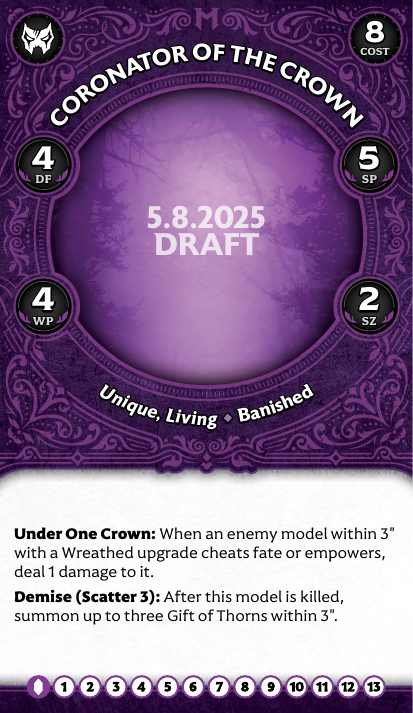 8
COST
CORONATOR OF THE CROWN
4
DF
5
SP
5.8.2025
DRAFT
4
WP
2
SZ
Unique, Living ◆ Banished
Under One Crown: When an enemy model within 3"
with a Wreathed upgrade cheats fate or empowers,
deal 1 damage to it.
Demise (Scatter 3): After this model is killed,
summon up to three Gift of Thorns within 3".
1 2 3 4 5 6 7 8 9 10 11 12 13